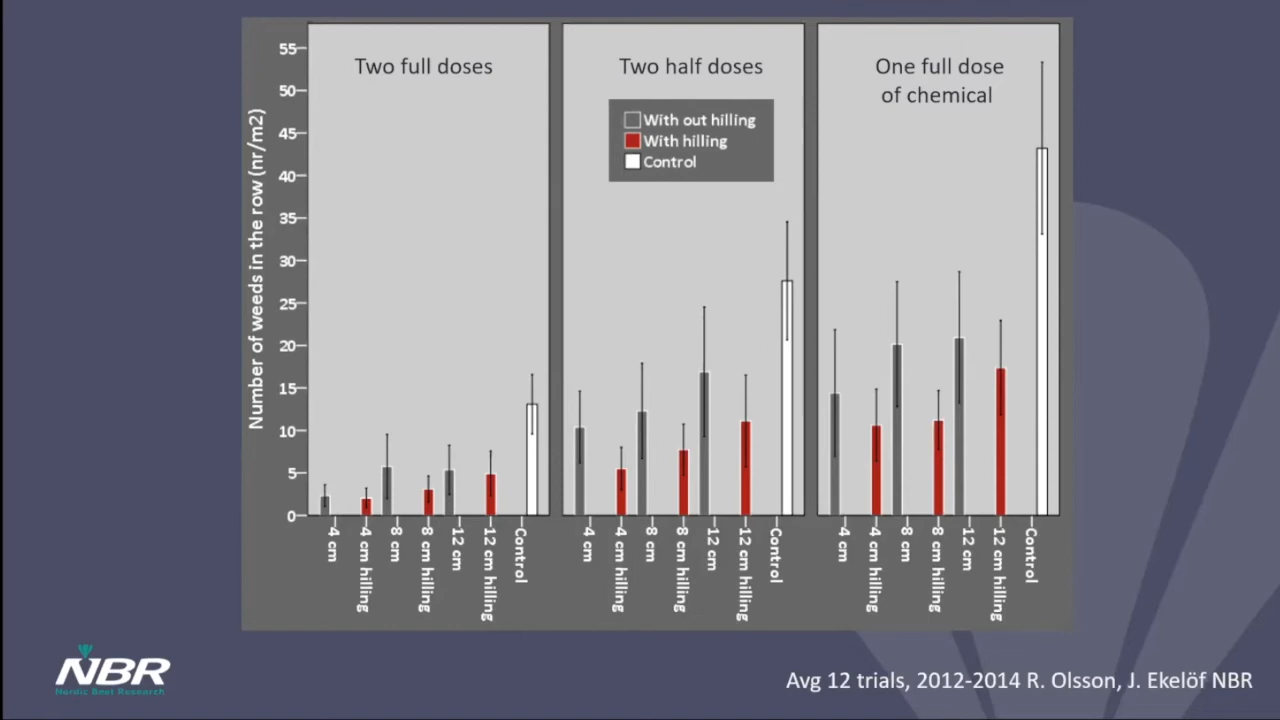 Two full doses
Two half doses
One full dose
of chemical
With out hilling
With hilling
Control
Number of weeds in the row (nr/m2)
55
50
45
40
35
30
25
20
15
10
5
0
4 cm
4 cm hilling
8 cm
8 cm hilling
12 cm
12 cm hilling
Control
4 cm
4 cm hilling
8 cm
8 cm hilling
12 cm
12 cm hilling
Control
4 cm
4 cm hilling
8 cm
8 cm hilling
12 cm
12 cm hilling
Control
NBR
Nordic Beet Research
Avg 12 trials, 2012-2014 R. Olsson, J. Ekelöf NBR